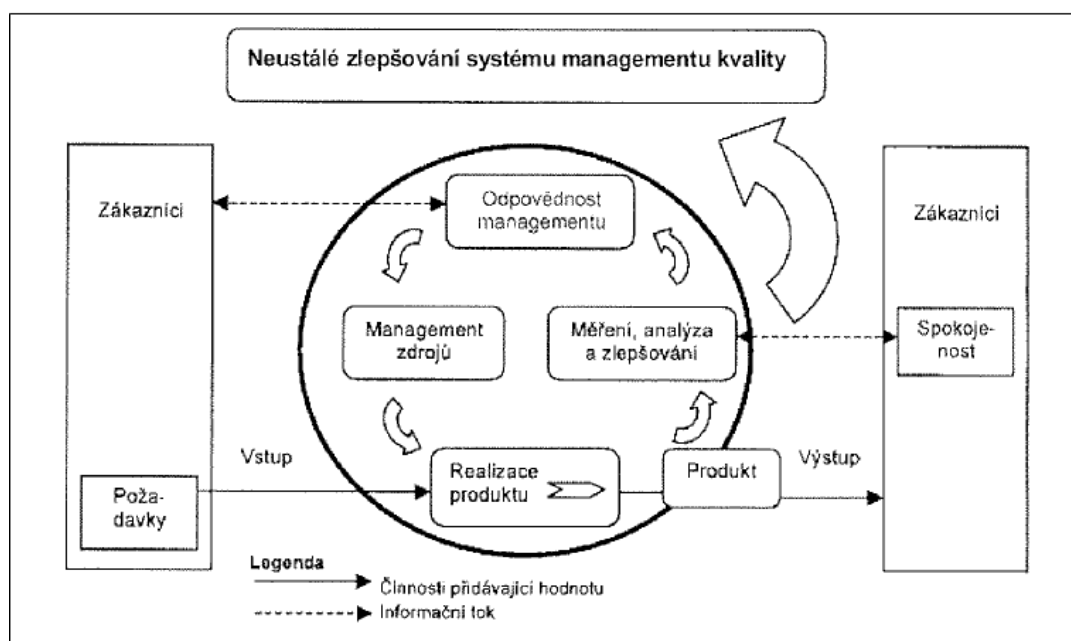 Neustálé zlepšování systému managementu kvality
Zákazníci
Odpovědnost
managementu
Zákazníci
Management
zdrojů
Měření, analýza
a zlepšování
Spokoje-
nost
Vstup
Realizace
produktu
Produkt
Výstup
Poža-
davky
Legenda
Činnosti přidávající hodnotu
Informační tok